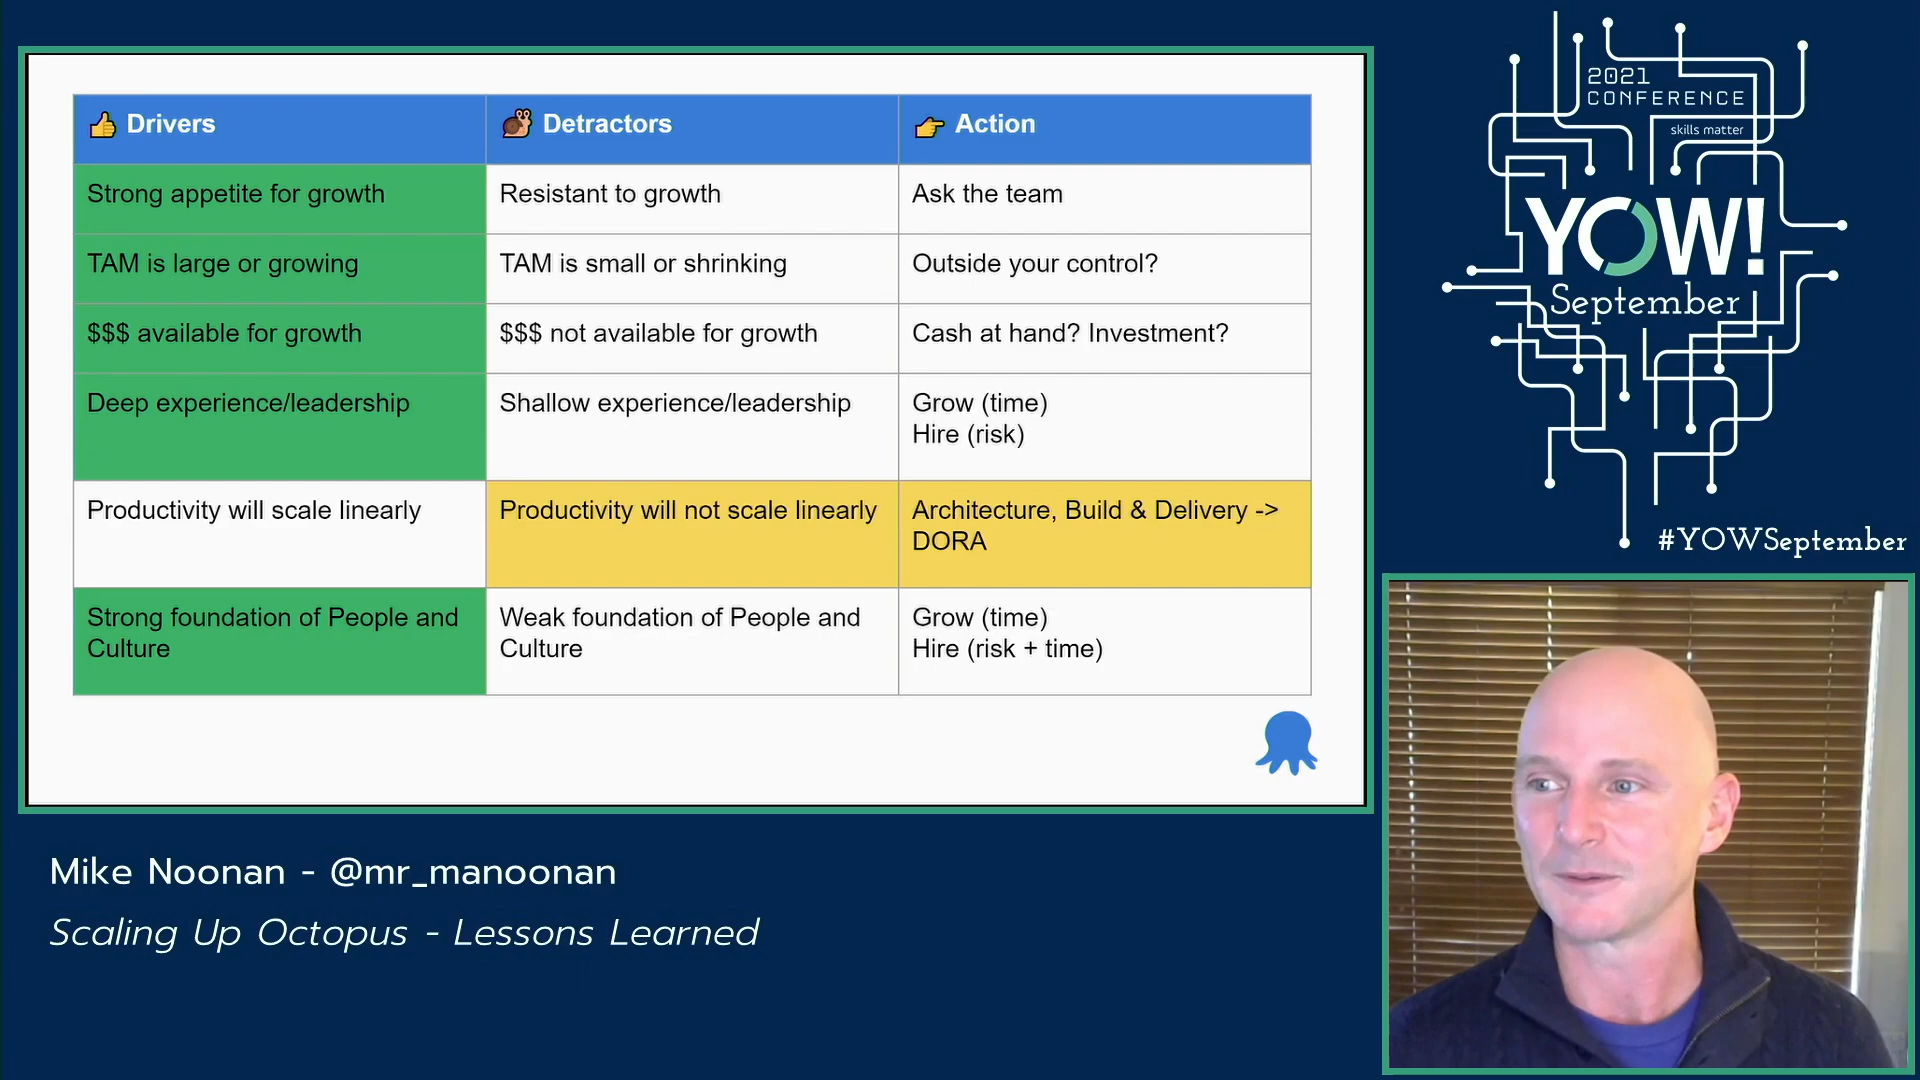 Drivers
Detractors
Action
Strong appetite for growth
Resistant to growth
Ask the team
TAM is large or growing
TAM is small or shrinking
Outside your control?
$$$ available for growth
$$$ not available for growth
Cash at hand? Investment?
Deep experience/leadership
Shallow experience/leadership
Grow (time)
Hire (risk)
Productivity will scale linearly
Productivity will not scale linearly
Architecture, Build & Delivery ->
DORA
Strong foundation of People and
Culture
Weak foundation of People and
Culture
Grow (time)
Hire (risk + time)
2021
CONFERENCE
skills matter
YOW!
September
#YOWSeptember
Mike Noonan - @mr_manoonan
Scaling Up Octopus - Lessons Learned